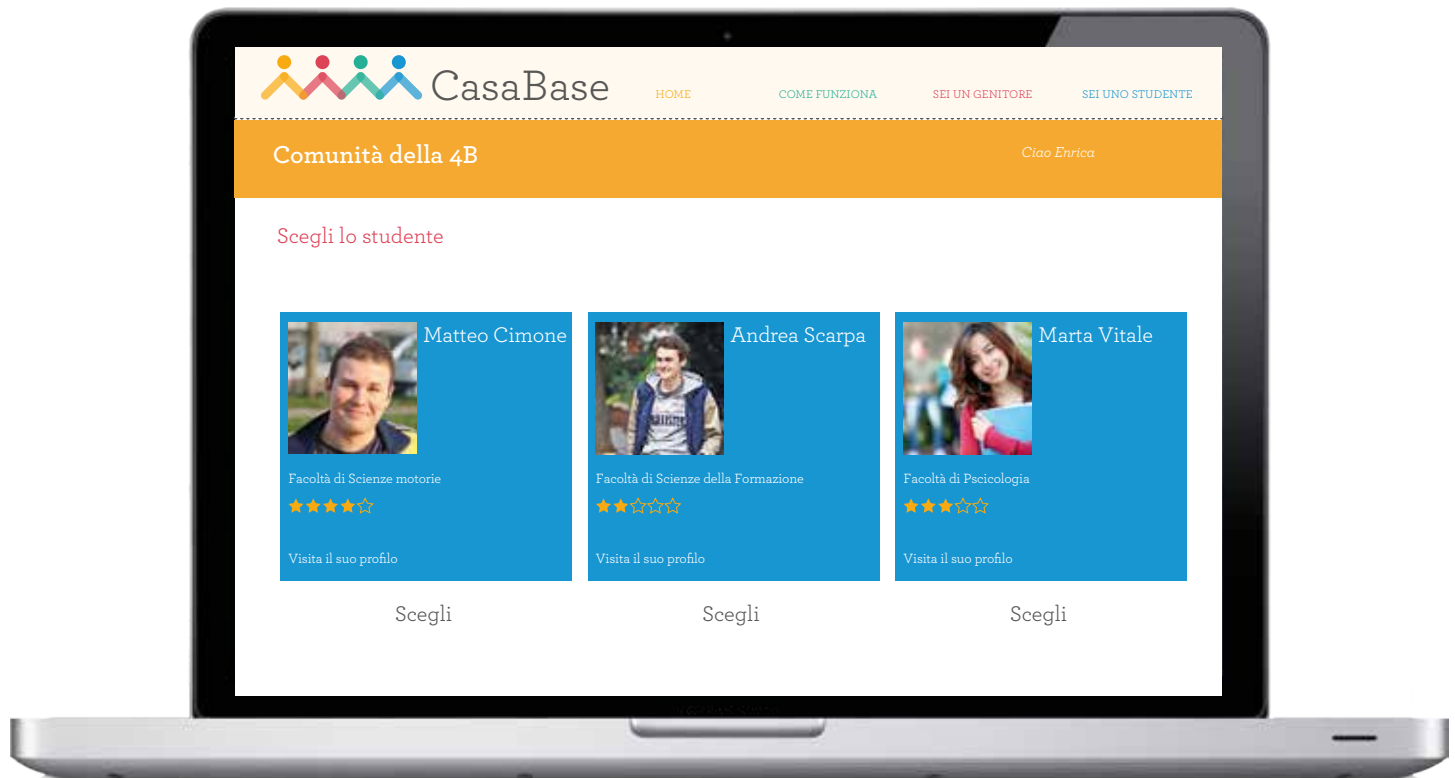 CasaBase
HOME
COME FUNZIONA
SEI UN GENITORE
SEI UNO STUDENTE
Comunità della 4B
Ciao Enrica
Scegli lo studente
Matteo Cimone
Facoltà di Scienze motorie
Visita il suo profilo
Scegli
Andrea Scarpa
Facoltà di Scienze della Formazione
Visita il suo profilo
Scegli
Marta Vitale
Facoltà di Pscicologia
Visita il suo profilo
Scegli